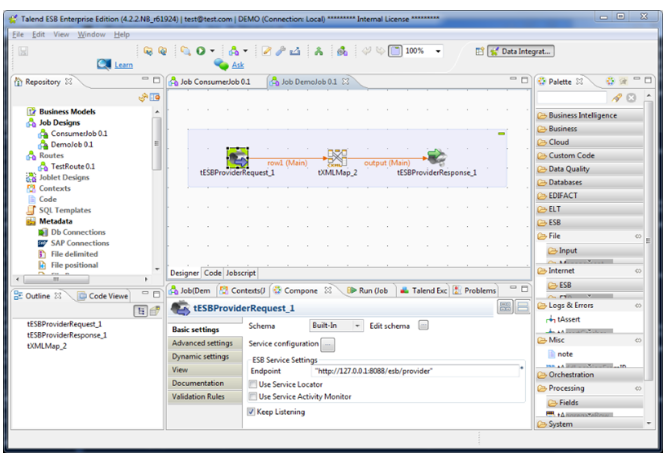 Talend ESB Enterprise Edition (4.2.2.NB_r61924) | test@test.com | DEMO (Connection: Local) ********* Internal License *********
File Edit View Window Help
100%
Data Integrat...
Learn
Ask
Repository
Business Models
Job Designs
ConsumerJob 0.1
DemoJob 0.1
Routes
TestRoute 0.1
Joblet Designs
Contexts
Code
SQL Templates
Metadata
Db Connections
SAP Connections
File delimited
File positional
Outline
Code Viewe
tESBProviderRequest_1
tESBProviderResponse_1
tXMLMap_2
Job ConsumerJob 0.1
Job DemoJob 0.1
row1 (Main)
output (Main)
tESBProviderRequest_1
tXMLMap_2
tESBProviderResponse_1
Designer Code Jobscript
Job(Dem
Contexts(J
Compone
Run (Job
Talend Exc
Problems
tESBProviderRequest_1
Basic settings
Advanced settings
Dynamic settings
View
Documentation
Validation Rules
Schema Built-In Edit schema
Service configuration
ESB Service Settings
Endpoint "http://127.0.0.1:8088/esb/provider" *
Use Service Locator
Use Service Activity Monitor
Keep Listening
Palette
Business Intelligence
Business
Cloud
Custom Code
Data Quality
Databases
EDIFACT
ELT
ESB
File
Input
Internet
ESB
Logs & Errors
tAssert
Misc
note
Orchestration
Processing
Fields
System